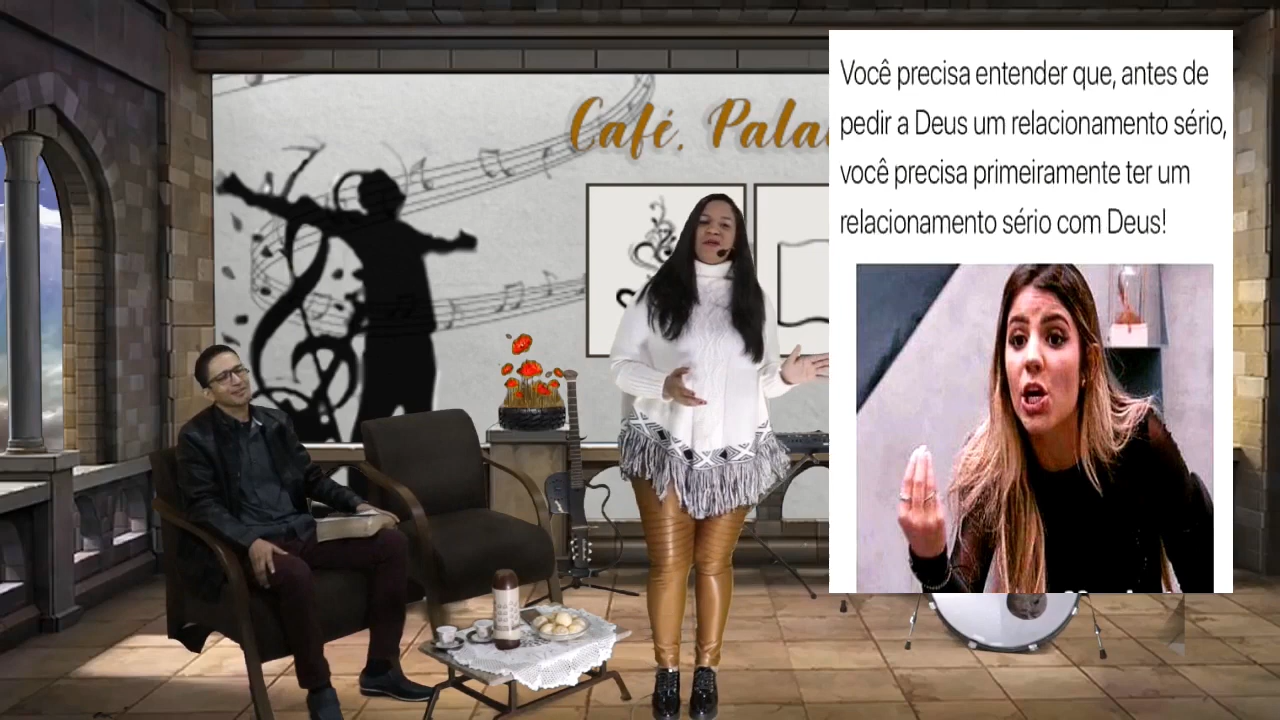 Café, Pala
Você precisa entender que, antes de
pedir a Deus um relacionamento sério,
você precisa primeiramente ter um
relacionamento sério com Deus!